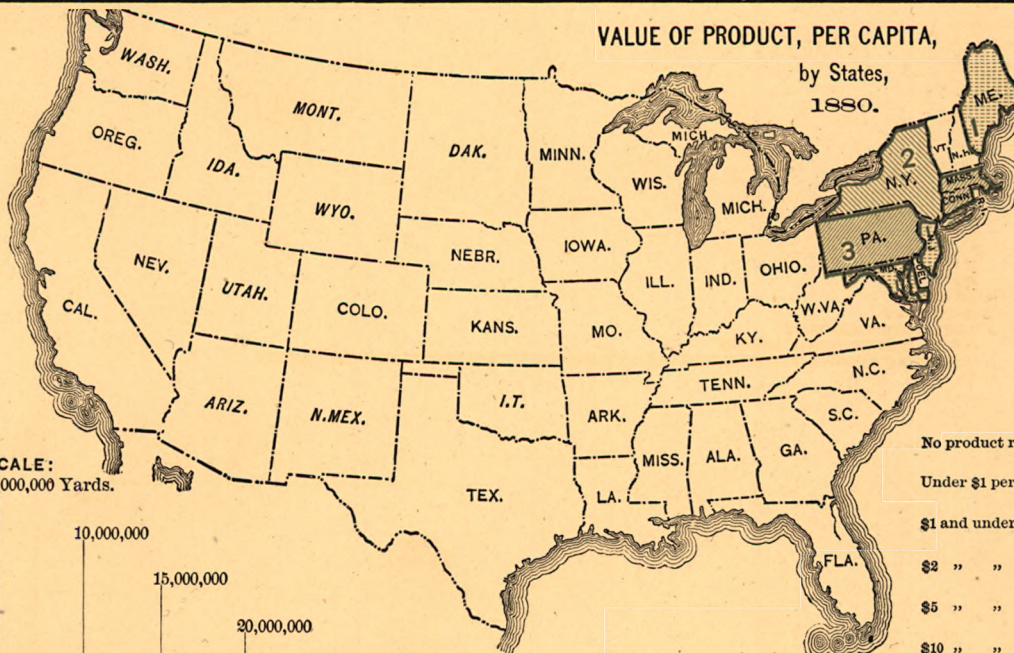 VALUE OF PRODUCT, PER CAPITA,
by States,
1880.
WASH.
MONT.
DAK.
MINN.
MICH.
ME.
1
OREG.
IDA.
WYO.
WIS.
MICH.
2
N.Y.
VT.
N.H.
MASS.
CONN.
NEV.
UTAH.
NEBR.
IOWA.
ILL.
IND.
OHIO.
3
PA.
MD.
DEL.
CAL.
COLO.
KANS.
MO.
KY.
W.VA.
VA.
ARIZ.
N.MEX.
I.T.
ARK.
TENN.
N.C.
S.C.
TEX.
LA.
MISS.
ALA.
GA.
FLA.
CALE:
000,000 Yards.
10,000,000
15,000,000
20,000,000
No product
Under $1 per
$1 and under
$2 „ „
$5 „ „
$10 „ „